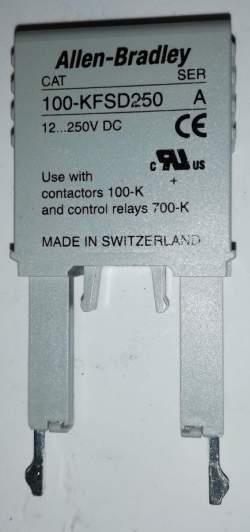 Allen-Bradley
CAT SER
100-KFSD250 A
12...250V DC CE
c RU US
Use with +
contactors 100-K
and control relays 700-K
MADE IN SWITZERLAND